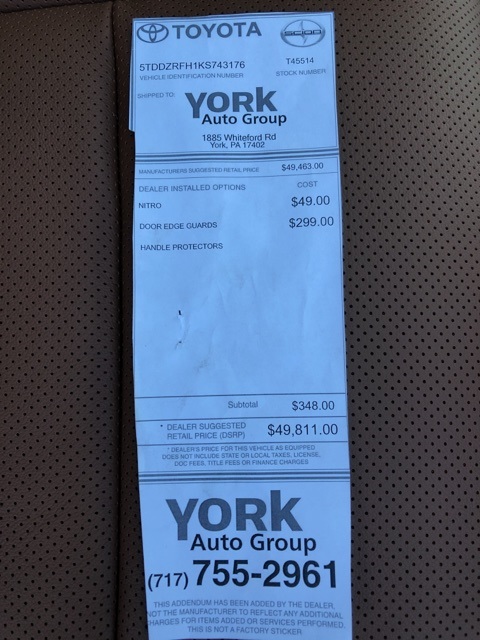 TOYOTA SCION
5TDDZRFH1KS743176 T45514
VEHICLE IDENTIFICATION NUMBER STOCK NUMBER
SHIPPED TO:
YORK
Auto Group
1885 Whiteford Rd
York, PA 17402
MANUFACTURERS SUGGESTED RETAIL PRICE $49,463.00
DEALER INSTALLED OPTIONS COST
NITRO $49.00
DOOR EDGE GUARDS $299.00
HANDLE PROTECTORS
Subtotal $348.00
* DEALER SUGGESTED
RETAIL PRICE (DSRP) $49,811.00
* DEALER'S PRICE FOR THIS VEHICLE AS EQUIPPED
DOES NOT INCLUDE STATE OR LOCAL TAXES, LICENSE,
DOC FEES, TITLE FEES OR FINANCE CHARGES
YORK
Auto Group
(717) 755-2961
THIS ADDENDUM HAS BEEN ADDED BY THE DEALER,
NOT THE MANUFACTURER TO REFLECT ANY ADDITIONAL
CHARGES FOR ITEMS ADDED OR SERVICES PERFORMED.
THIS IS NOT A FACTORY STICKER